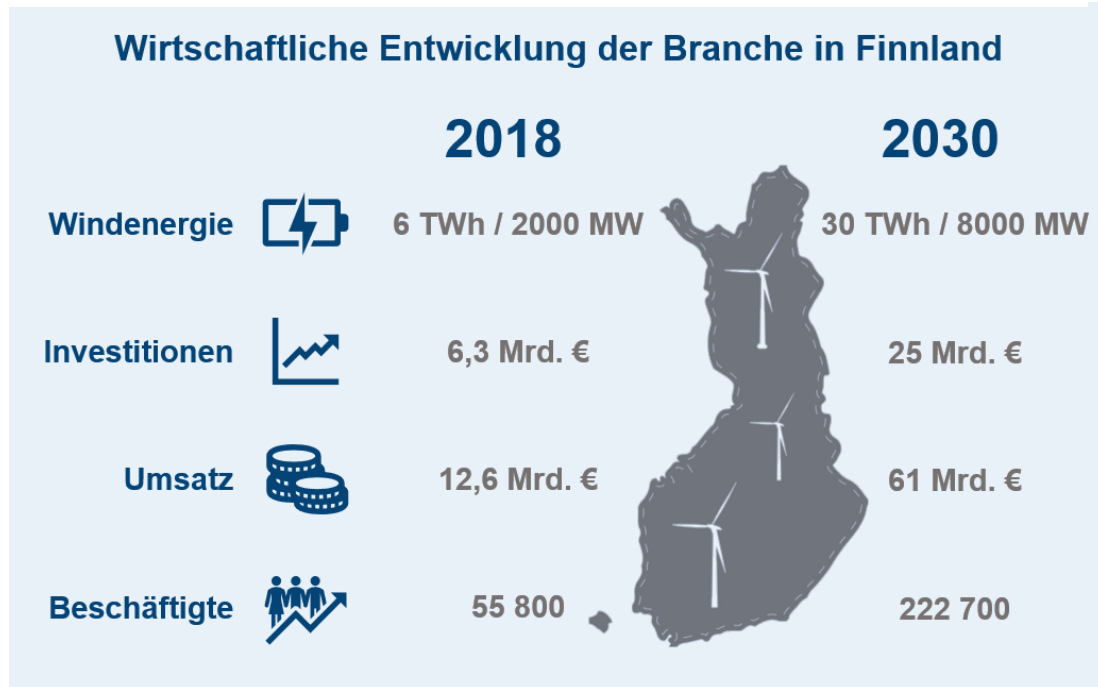 Wirtschaftliche Entwicklung der Branche in Finnland
2018 2030
Windenergie 6 TWh / 2000 MW 30 TWh / 8000 MW
Investitionen 6,3 Mrd. € 25 Mrd. €
Umsatz 12,6 Mrd. € 61 Mrd. €
Beschäftigte 55 800 222 700